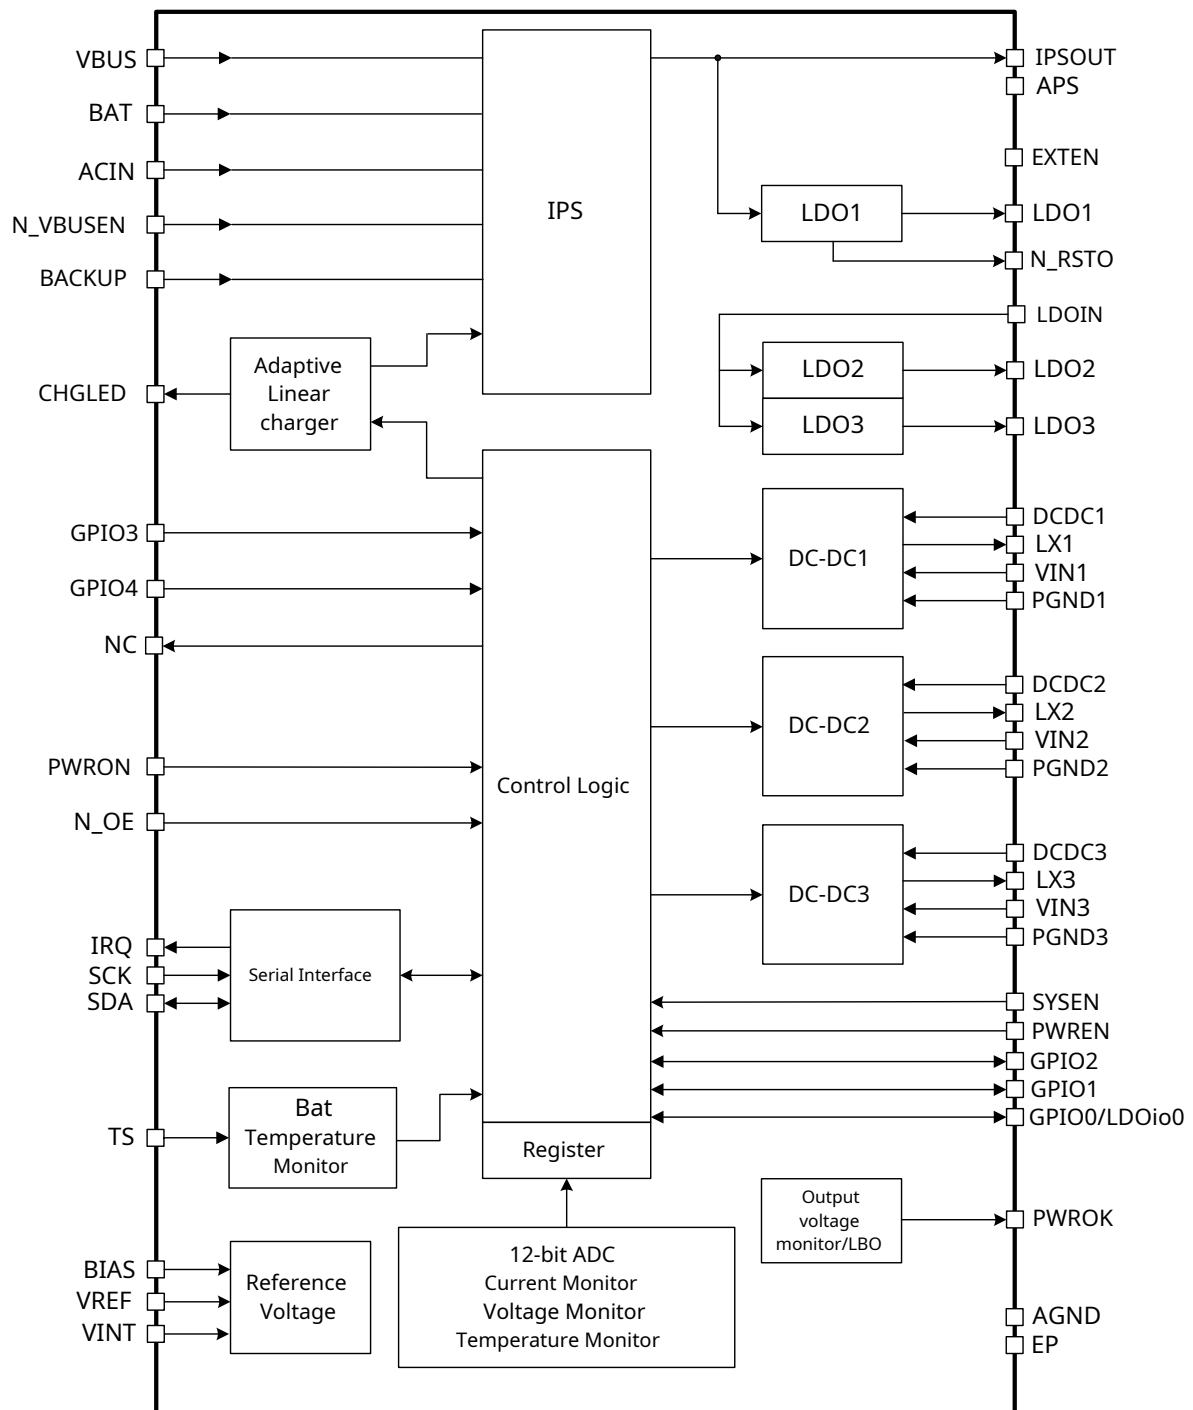 VBUS
BAT
ACIN
N_VBUSEN
BACKUP
CHGLED
GPIO3
GPIO4
NC
PWRON
N_OE
IRQ
SCK
SDA
TS
BIAS
VREF
VINT
IPS
Adaptive
Linear
charger
Control Logic
Serial Interface
Bat
Temperature
Monitor
Register
Reference
Voltage
12-bit ADC
Current Monitor
Voltage Monitor
Temperature Monitor
LDO1
LDO2
LDO3
DC-DC1
DC-DC2
DC-DC3
Output
voltage
monitor/LBO
IPSOUT
APS
EXTEN
LDO1
N_RSTO
LDOIN
LDO2
LDO3
DCDC1
LX1
VIN1
PGND1
DCDC2
LX2
VIN2
PGND2
DCDC3
LX3
VIN3
PGND3
SYSEN
PWREN
GPIO2
GPIO1
GPIO0/LDOio0
PWROK
AGND
EP